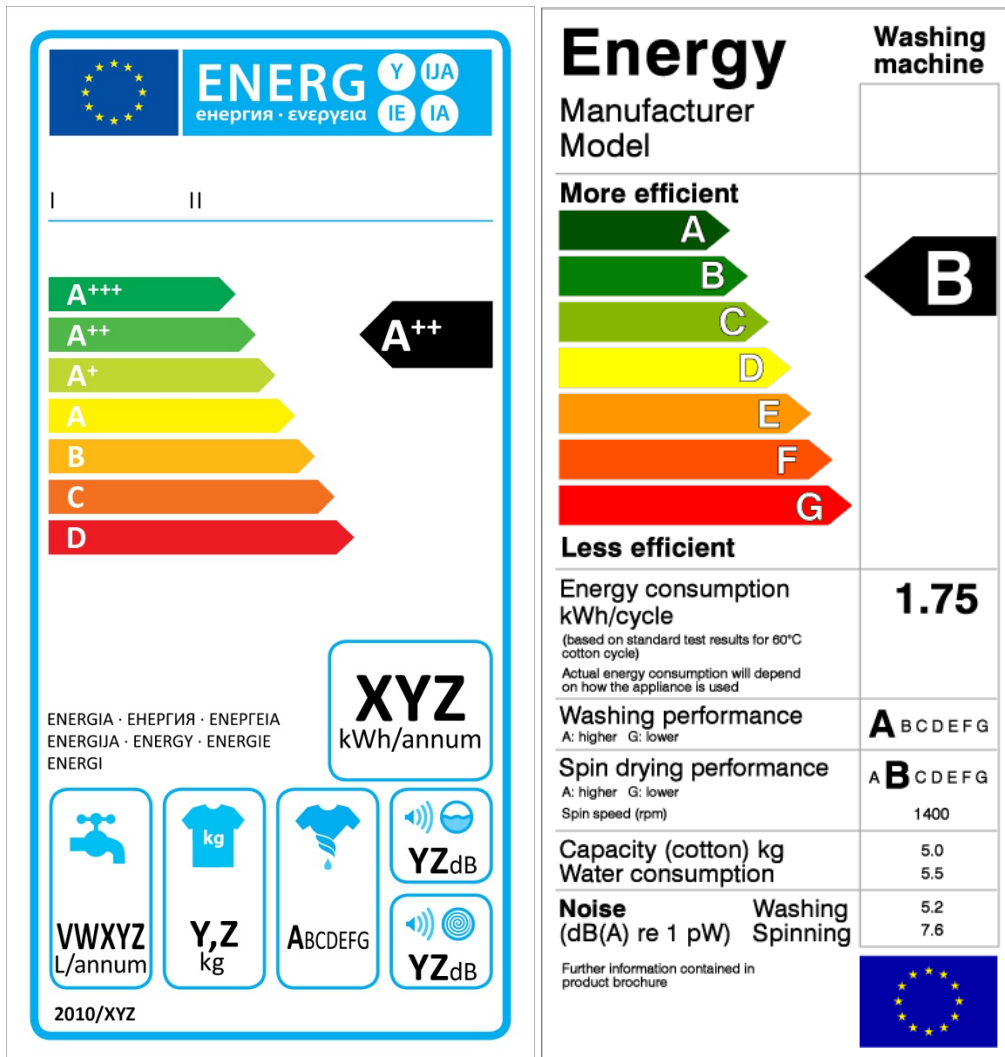 ENERG Y IJA
енергия · ενεργεια IE IA
I II
A+++
A++
A+
A
B
C
D
A++
XYZ
kWh/annum
ENERGIA · ЕНЕРГИЯ · ΕΝΕΡΓΕΙΑ
ENERGIJA · ENERGY · ENERGIE
ENERGI
VWXYZ
L/annum
kg
Y,Z
kg
ABCDEFG
YZdB
YZdB
2010/XYZ
Energy
Washing
machine
Manufacturer
Model
More efficient
A
B
C
D
E
F
G
Less efficient
B
Energy consumption
kWh/cycle
1.75
(based on standard test results for 60°C
cotton cycle)
Actual energy consumption will depend
on how the appliance is used
Washing performance
A: higher G: lower
A B C D E F G
Spin drying performance
A: higher G: lower
A B C D E F G
Spin speed (rpm) 1400
Capacity (cotton) kg 5.0
Water consumption 5.5
Noise Washing 5.2
(dB(A) re 1 pW) Spinning 7.6
Further information contained in
product brochure